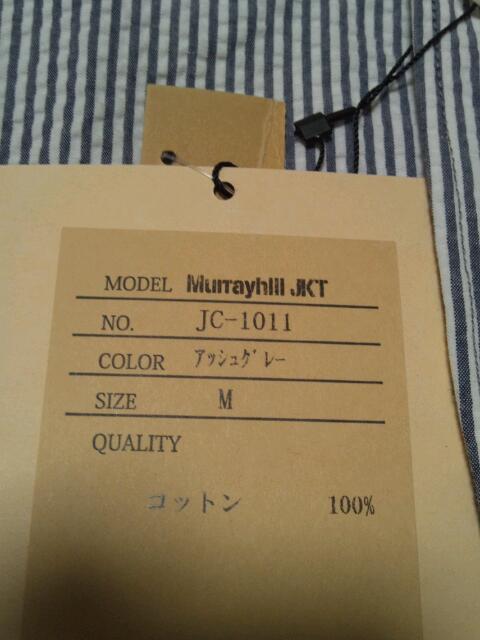 MODEL Murrayhill JKT
NO. JC-1011
COLOR ｱｯｼｭｸﾞﾚｰ
SIZE M
QUALITY
コットン 100%